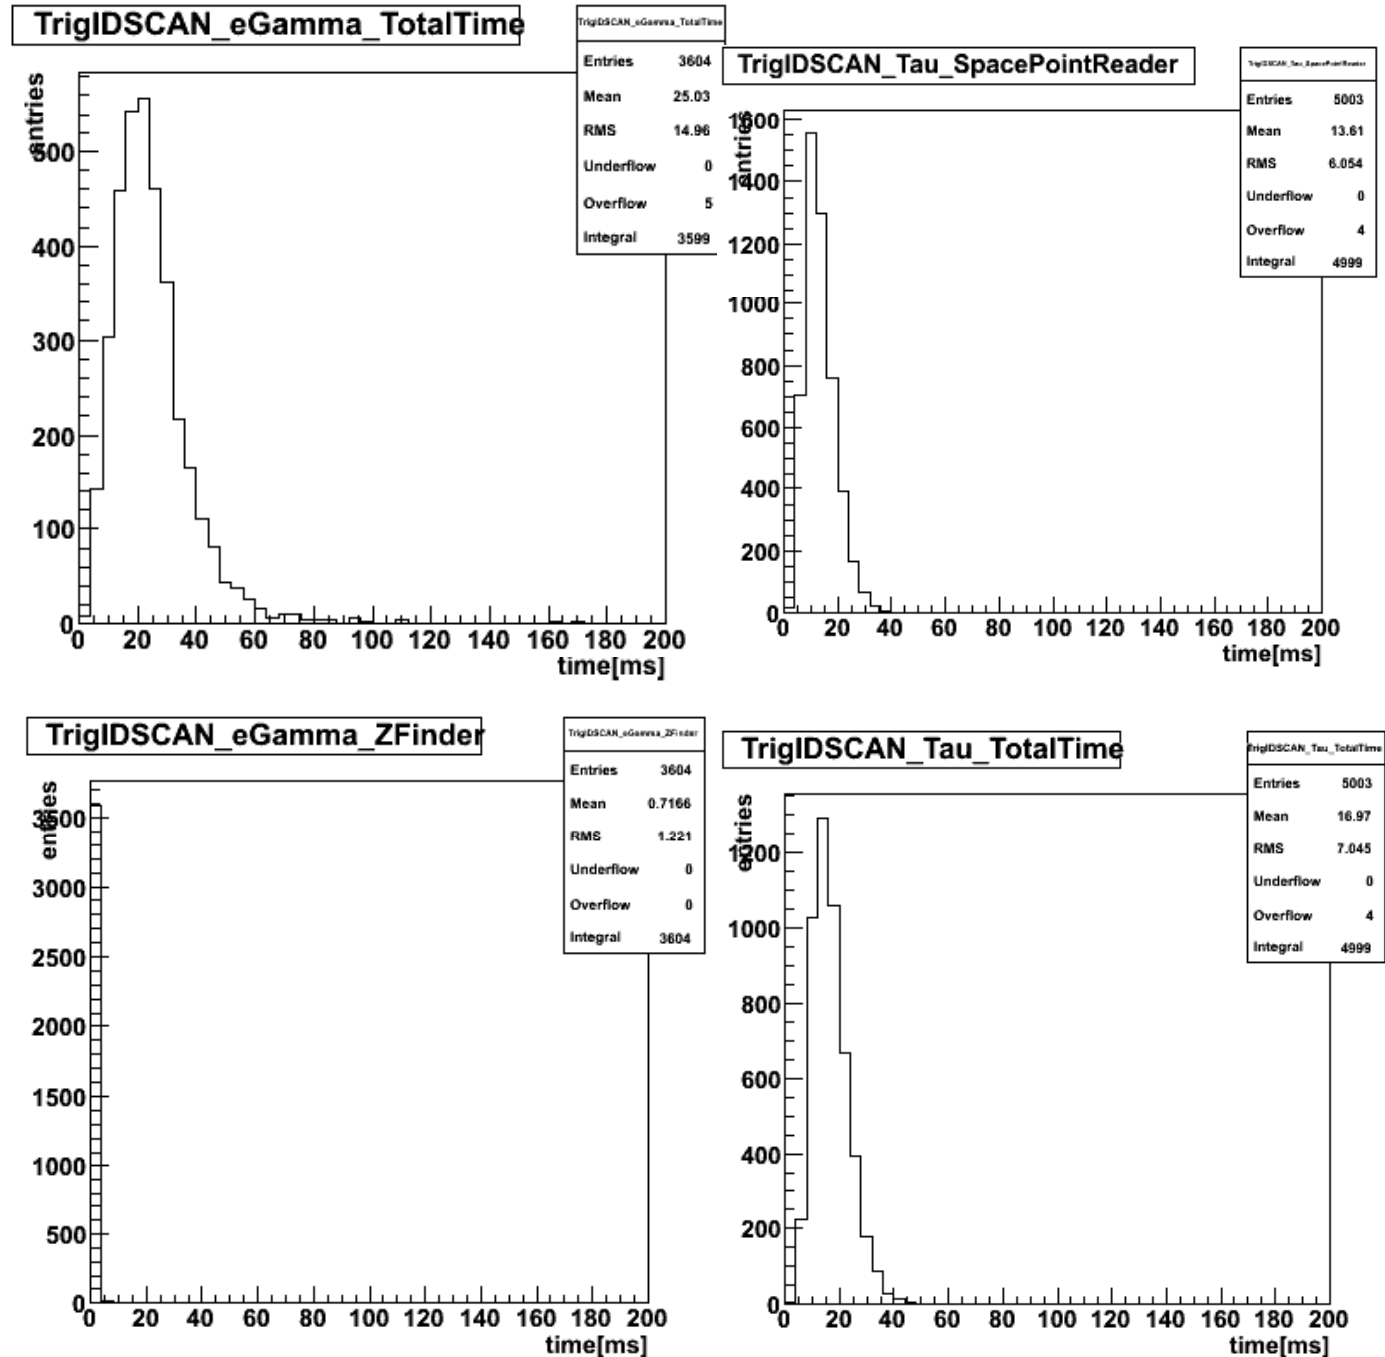 TrigIDSCAN_eGamma_TotalTime
TrigIDSCAN_eGamma_TotalTime
Entries 3604
Mean 25.03
RMS 14.96
Underflow 0
Overflow 5
Integral 3599
entries
500
400
300
200
100
0
0 20 40 60 80 100 120 140 160 180 200
time[ms]
TrigIDSCAN_Tau_SpacePointReader
TrigIDSCAN_Tau_SpacePointReader
Entries 5003
Mean 13.61
RMS 6.054
Underflow 0
Overflow 4
Integral 4999
entries
1600
1400
1200
1000
800
600
400
200
0
0 20 40 60 80 100 120 140 160 180 200
time[ms]
TrigIDSCAN_eGamma_ZFinder
TrigIDSCAN_eGamma_ZFinder
Entries 3604
Mean 0.7166
RMS 1.221
Underflow 0
Overflow 0
Integral 3604
entries
3500
3000
2500
2000
1500
1000
500
0
0 20 40 60 80 100 120 140 160 180 200
time[ms]
TrigIDSCAN_Tau_TotalTime
TrigIDSCAN_Tau_TotalTime
Entries 5003
Mean 16.97
RMS 7.045
Underflow 0
Overflow 4
Integral 4999
entries
1200
1000
800
600
400
200
0
0 20 40 60 80 100 120 140 160 180 200
time[ms]